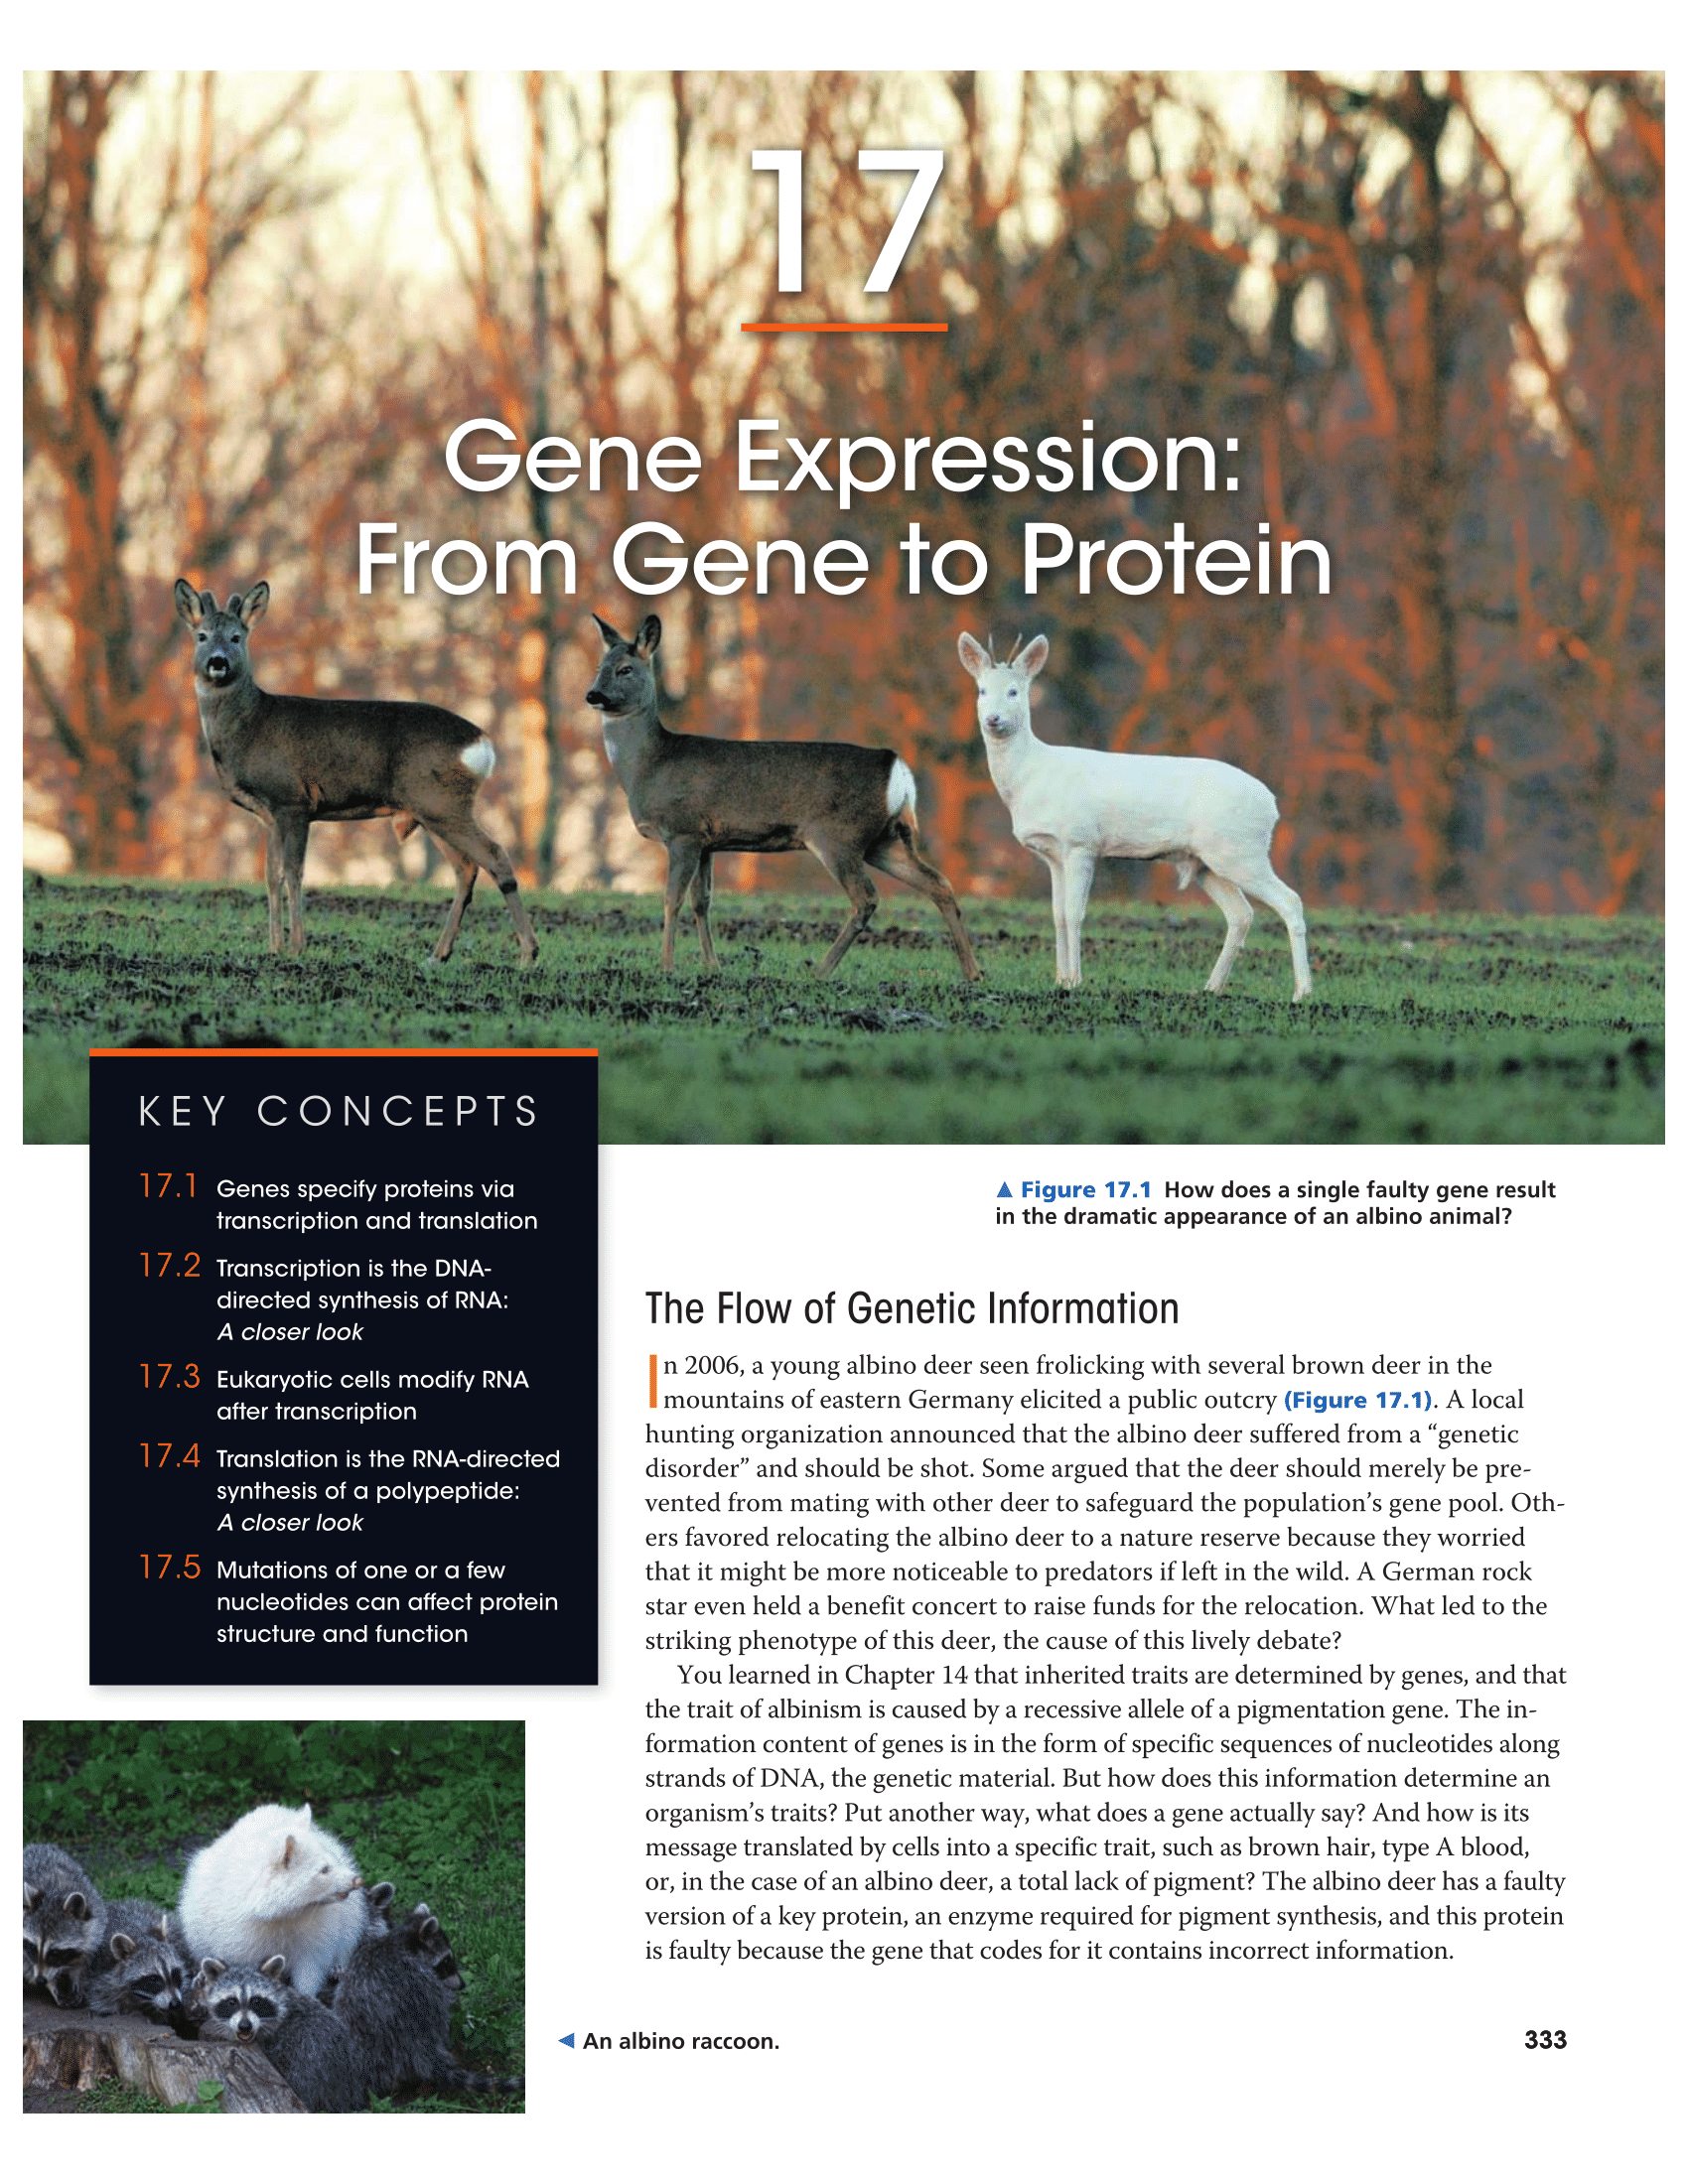 17
Gene Expression:
From Gene to Protein
KEY CONCEPTS
17.1 Genes specify proteins via
transcription and translation
17.2 Transcription is the DNA-
directed synthesis of RNA:
A closer look
17.3 Eukaryotic cells modify RNA
after transcription
17.4 Translation is the RNA-directed
synthesis of a polypeptide:
A closer look
17.5 Mutations of one or a few
nucleotides can affect protein
structure and function
▲ Figure 17.1 How does a single faulty gene result
in the dramatic appearance of an albino animal?
The Flow of Genetic Information
In 2006, a young albino deer seen frolicking with several brown deer in the
mountains of eastern Germany elicited a public outcry (Figure 17.1). A local
hunting organization announced that the albino deer suffered from a “genetic
disorder” and should be shot. Some argued that the deer should merely be pre-
vented from mating with other deer to safeguard the population’s gene pool. Oth-
ers favored relocating the albino deer to a nature reserve because they worried
that it might be more noticeable to predators if left in the wild. A German rock
star even held a benefit concert to raise funds for the relocation. What led to the
striking phenotype of this deer, the cause of this lively debate?
You learned in Chapter 14 that inherited traits are determined by genes, and that
the trait of albinism is caused by a recessive allele of a pigmentation gene. The in-
formation content of genes is in the form of specific sequences of nucleotides along
strands of DNA, the genetic material. But how does this information determine an
organism’s traits? Put another way, what does a gene actually say? And how is its
message translated by cells into a specific trait, such as brown hair, type A blood,
or, in the case of an albino deer, a total lack of pigment? The albino deer has a faulty
version of a key protein, an enzyme required for pigment synthesis, and this protein
is faulty because the gene that codes for it contains incorrect information.
◀ An albino raccoon.
333